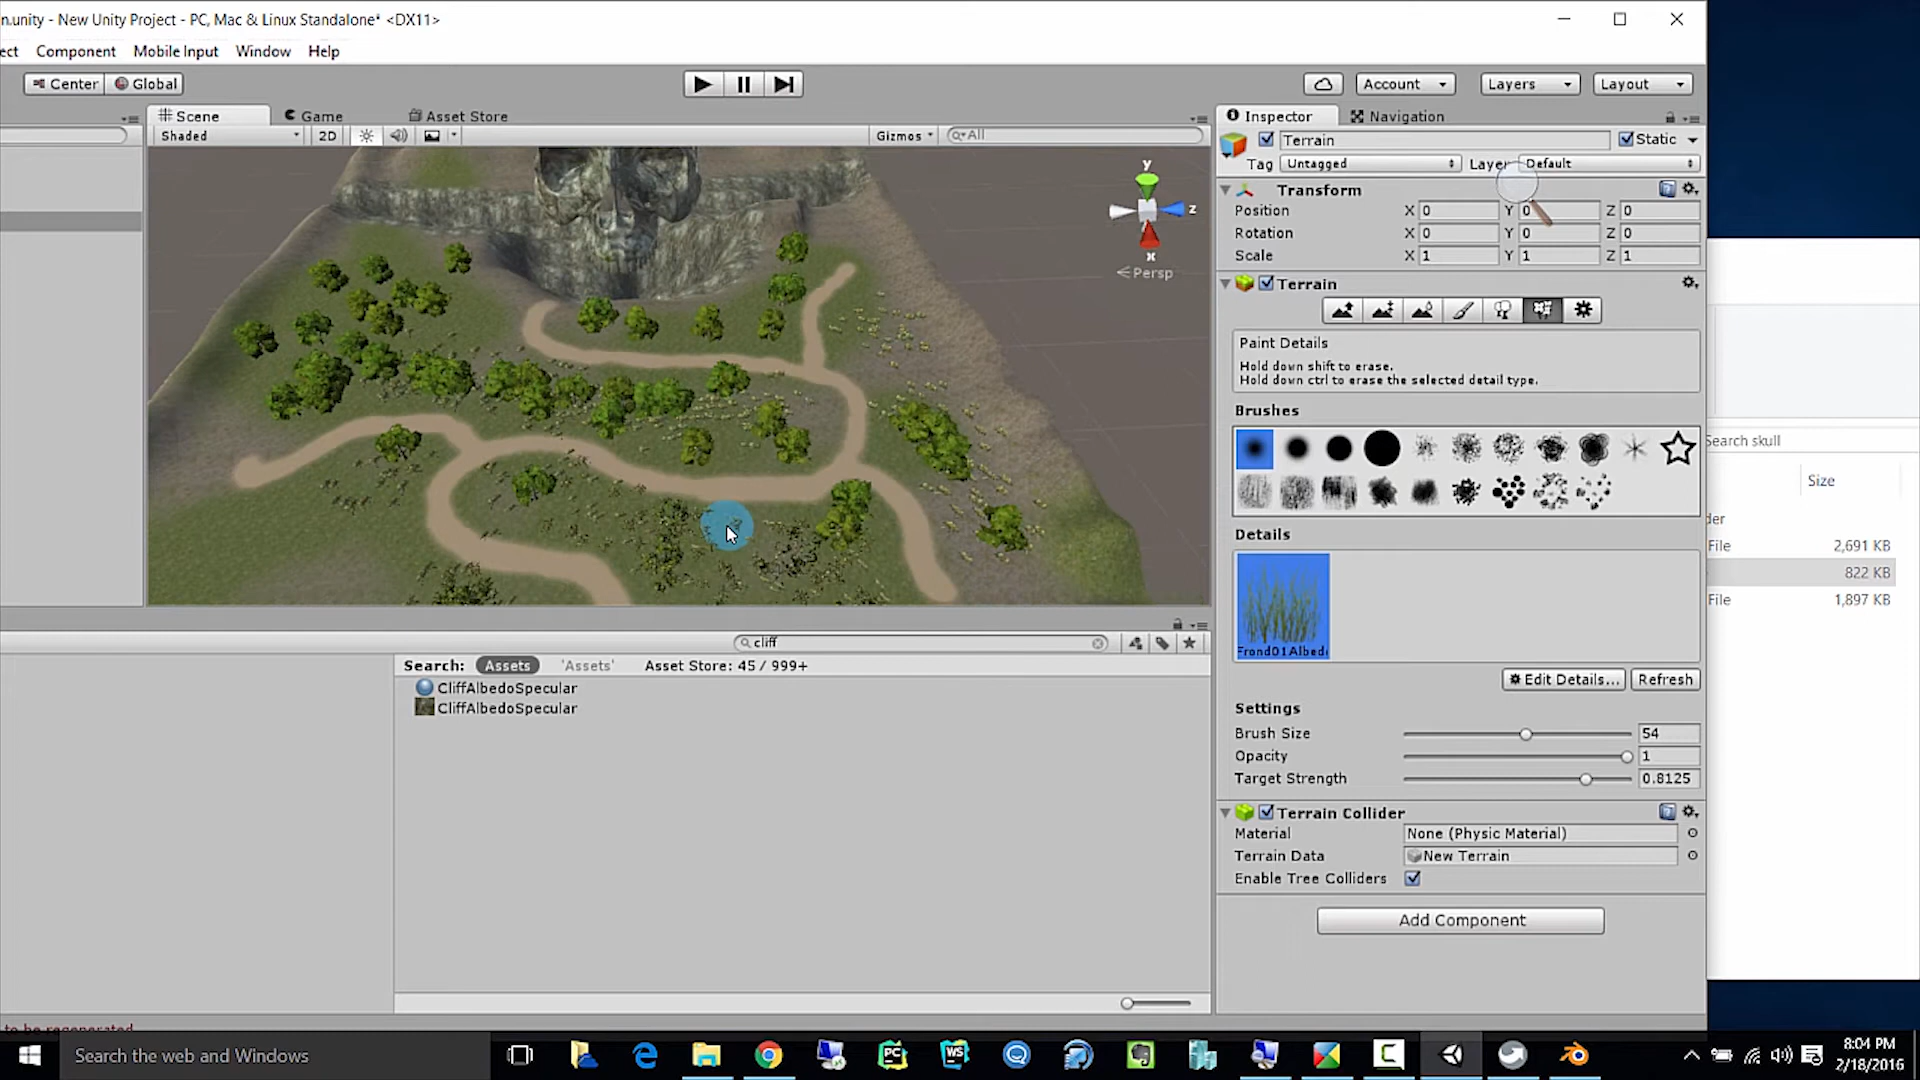 n.unity - New Unity Project - PC, Mac & Linux Standalone* <DX11>
ect Component Mobile Input Window Help
Center Global
Account Layers Layout
Scene Game Asset Store
Shaded 2D Gizmos All
Inspector Navigation
Terrain Static
Tag Untagged Layer Default
Transform
Position X 0 Y 0 Z 0
Rotation X 0 Y 0 Z 0
Scale X 1 Y 1 Z 1
y
z
x
Persp
Terrain
Paint Details
Hold down shift to erase.
Hold down ctrl to erase the selected detail type.
Brushes
Details
Frond01Albed
Edit Details... Refresh
Settings
Brush Size 54
Opacity 1
Target Strength 0.8125
Terrain Collider
Material None (Physic Material)
Terrain Data New Terrain
Enable Tree Colliders
Add Component
cliff
Search: Assets 'Assets' Asset Store: 45 / 999+
CliffAlbedoSpecular
CliffAlbedoSpecular
Search skull
Size
der
File 2,691 KB
822 KB
File 1,897 KB
to be regenerated
Search the web and Windows
PC
WS
C
8:04 PM
2/18/2016